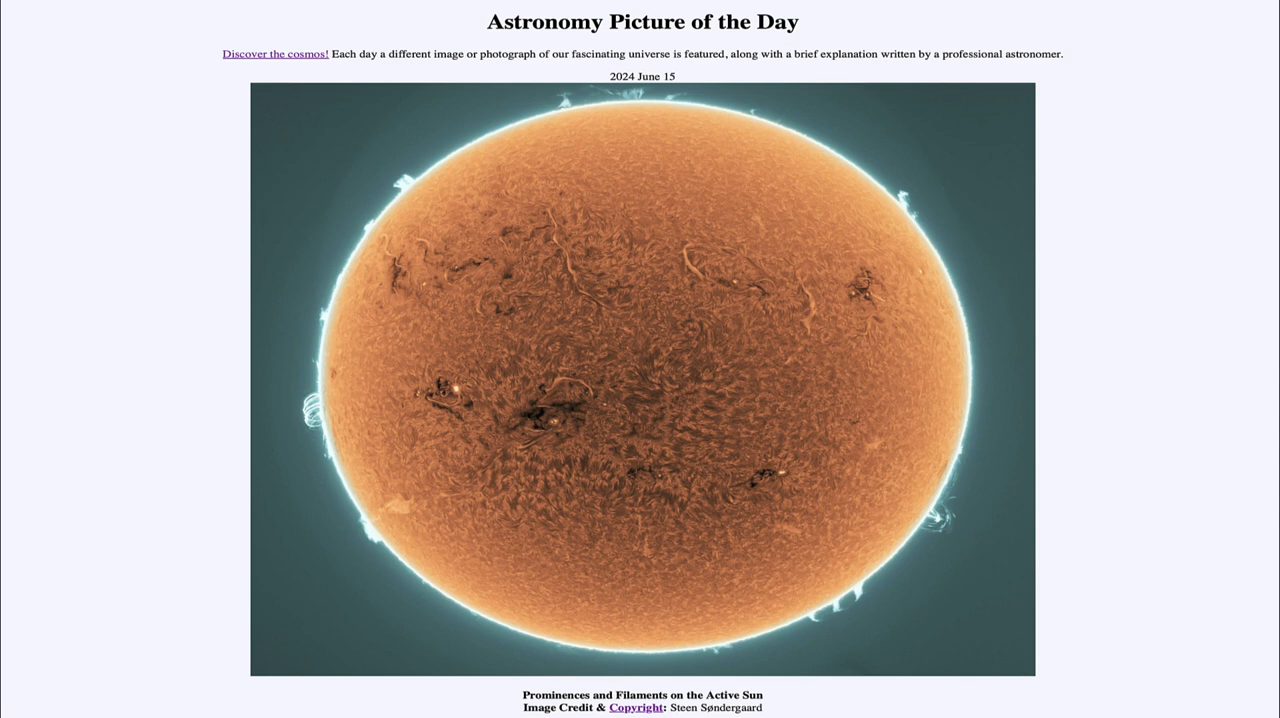 Astronomy Picture of the Day
Discover the cosmos! Each day a different image or photograph of our fascinating universe is featured, along with a brief explanation written by a professional astronomer.
2024 June 15
Prominences and Filaments on the Active Sun
Image Credit & Copyright: Steen Søndergaard